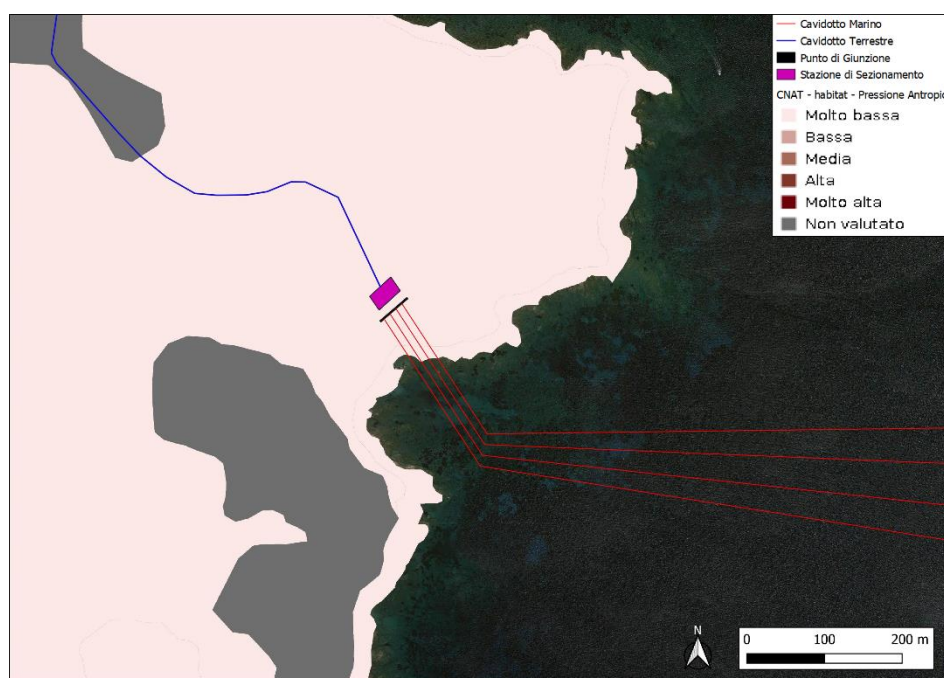 Cavidotto Marino
Cavidotto Terrestre
Punto di Giunzione
Stazione di Sezionamento
CNAT - habitat - Pressione Antropic
Molto bassa
Bassa
Media
Alta
Molto alta
Non valutato
N
0 100 200 m